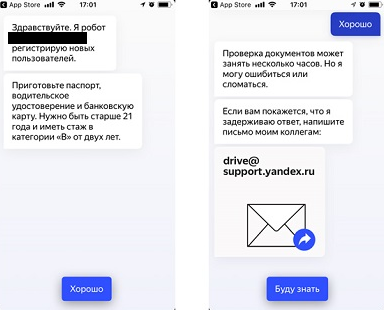 App Store 17:01
Здравствуйте. Я робот
регистрирую новых
пользователей.
Приготовьте паспорт,
водительское
удостоверение и банковскую
карту. Нужно быть старше 21
года и иметь стаж в
категории «В» от двух лет.
Хорошо
App Store 17:01
Хорошо
Проверка документов может
занять несколько часов. Но я
могу ошибиться или
сломаться.
Если вам покажется, что я
задерживаю ответ, напишите
письмо моим коллегам:
drive@
support.yandex.ru
Буду знать